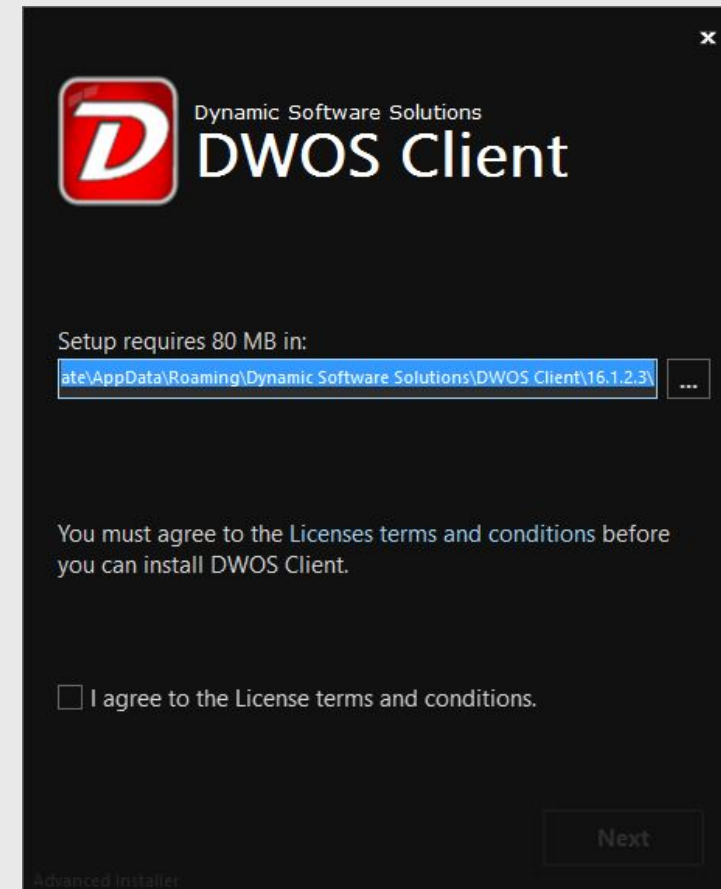 x
D
Dynamic Software Solutions
DWOS Client
Setup requires 80 MB in:
ate\AppData\Roaming\Dynamic Software Solutions\DWOS Client\16.1.2.3\
...
You must agree to the Licenses terms and conditions before
you can install DWOS Client.
I agree to the License terms and conditions.
Next
Advanced Installer